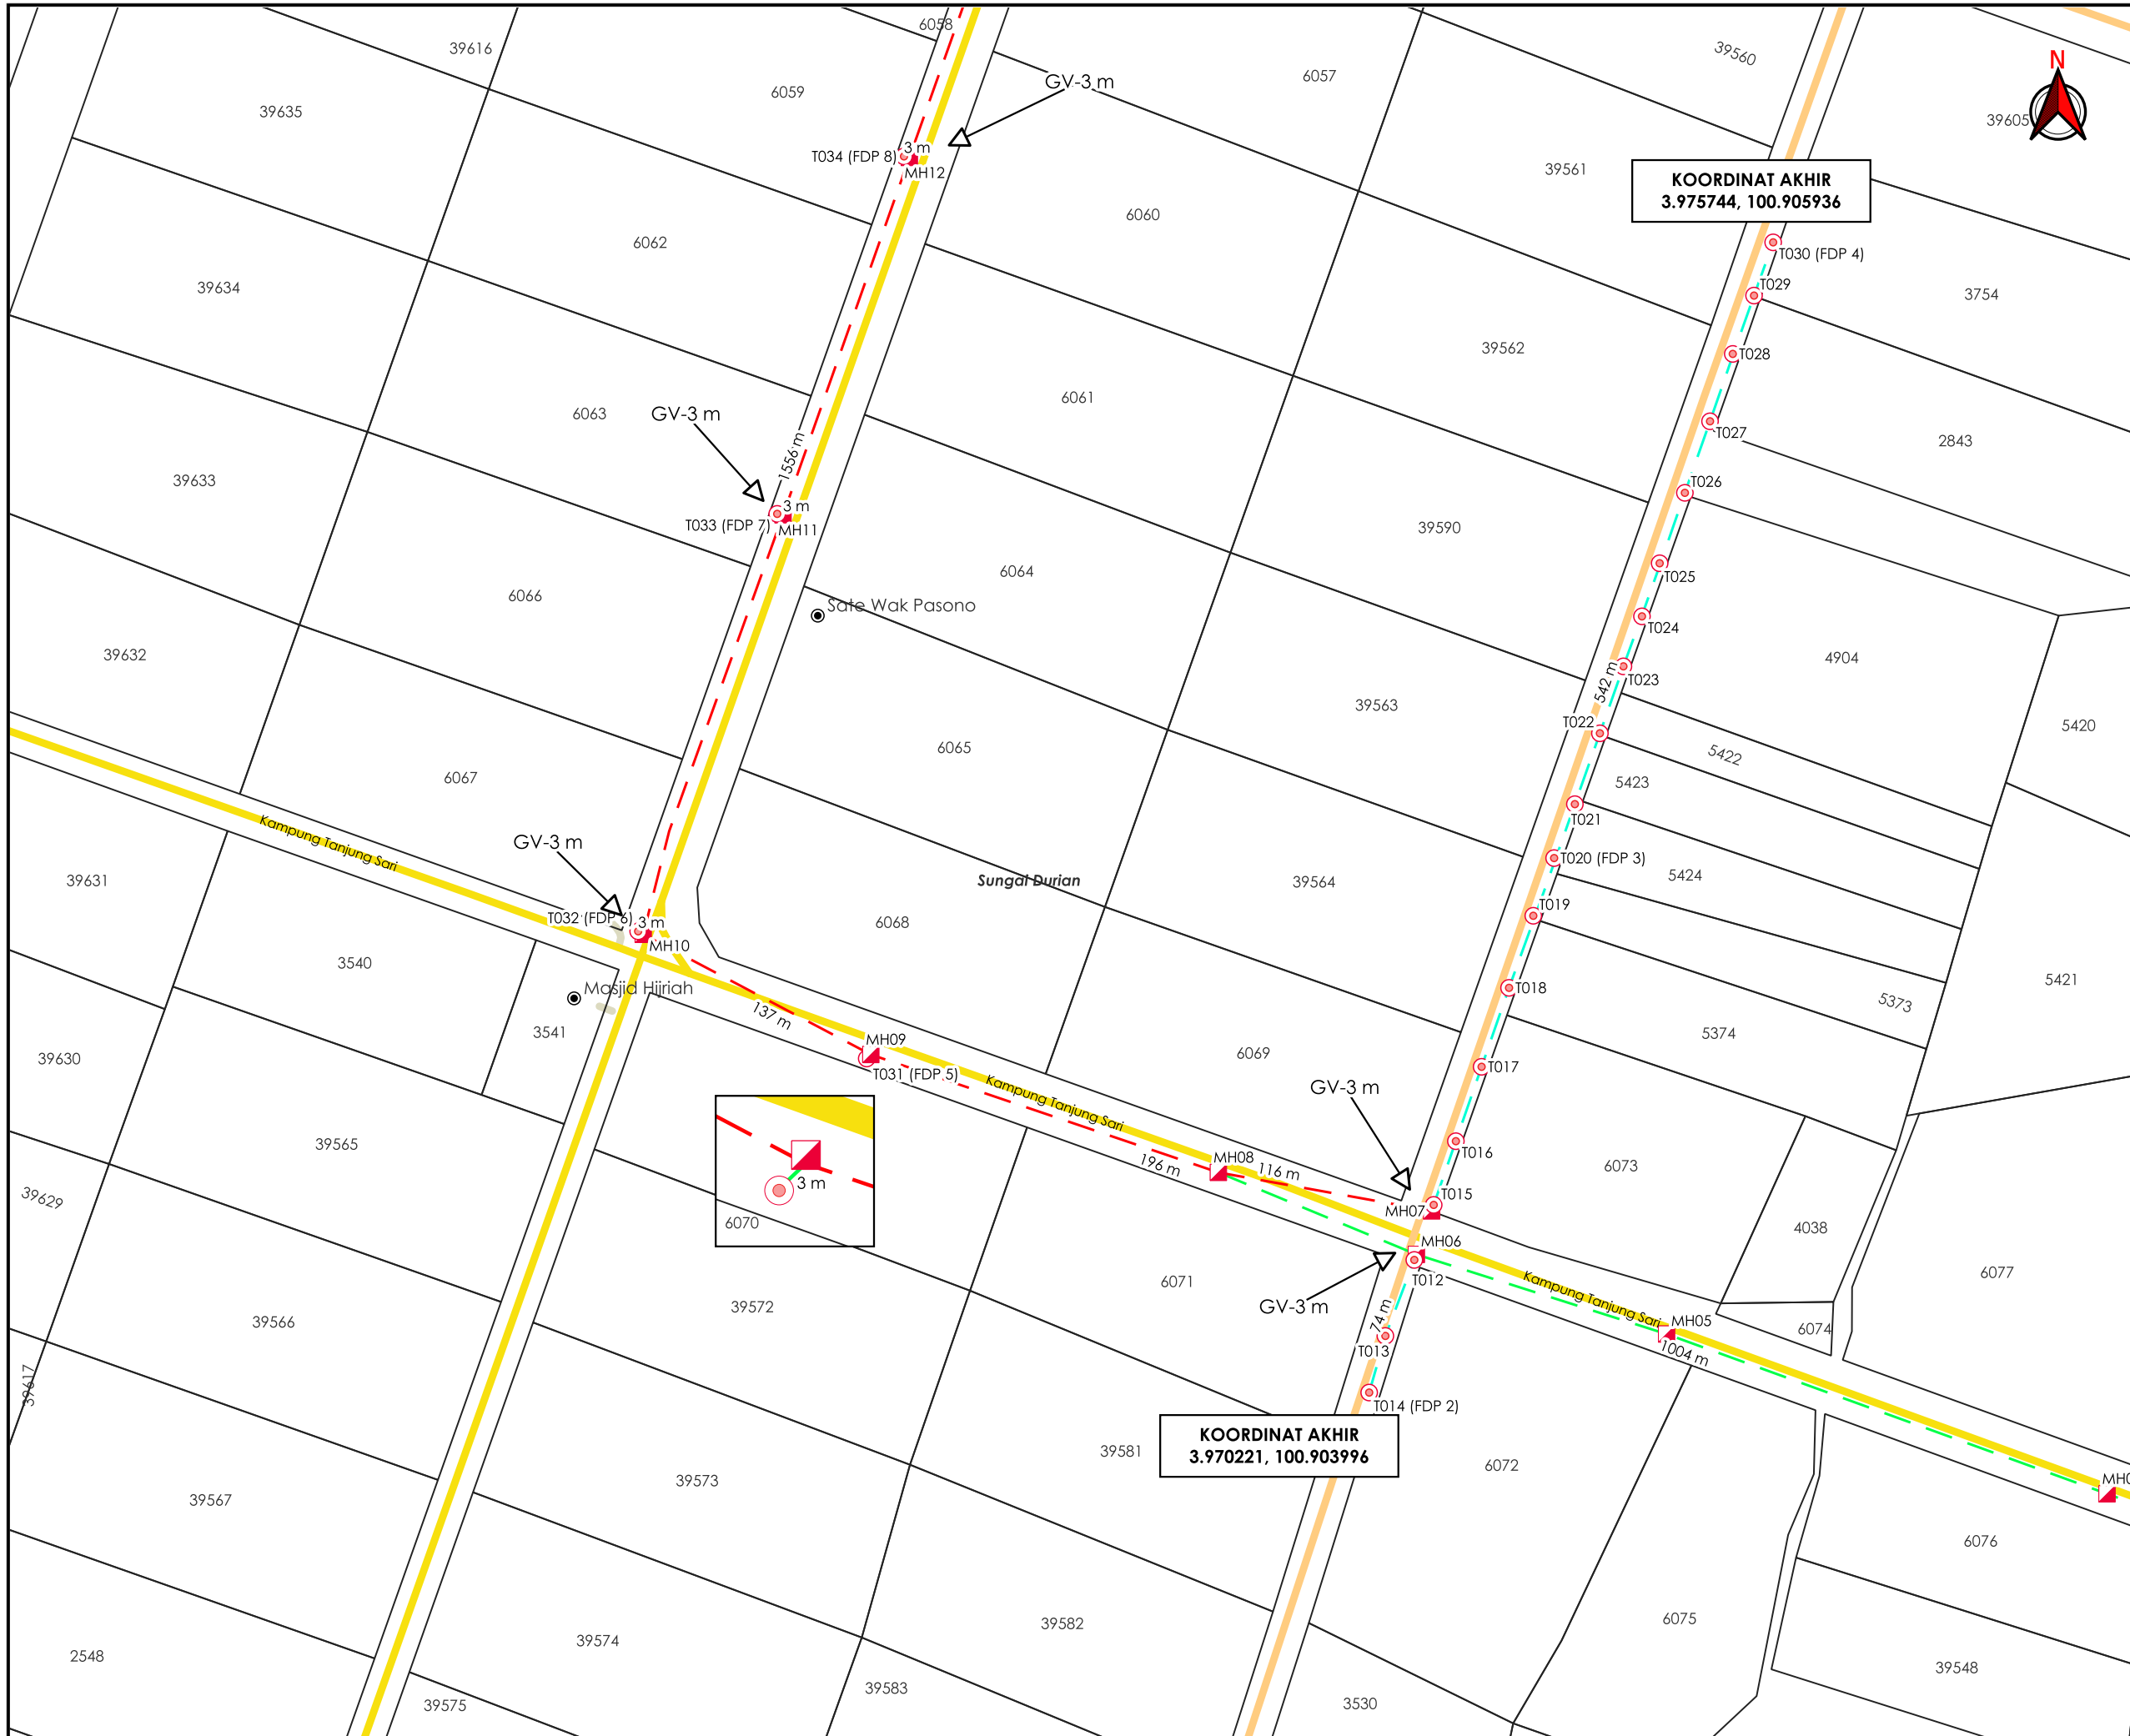 6058
39616
GV-3 m
6057
39560
N
39635
6059
39605
T034 (FDP 8)
3 m
MH12
39561
KOORDINAT AKHIR
3.975744, 100.905936
6060
6062
T030 (FDP 4)
39634
T029
3754
39562
T028
6061
6063
GV-3 m
T027
2843
1556 m
39633
T026
3 m
T033 (FDP 7)
MH11
39590
6064
T025
6066
Sate Wak Pasono
T024
39632
4904
542 m
T023
39563
T022
5420
6065
5422
6067
5423
T021
Kampung Tanjung Sari
GV-3 m
T020 (FDP 3)
39631
Sungai Durian
39564
5424
T032 (FDP 6)
3 m
6068
T019
MH10
3540
5421
Masjid Hijriah
T018
5373
137 m
3541
5374
MH09
6069
39630
T017
T031 (FDP 5)
GV-3 m
Kampung Tanjung Sari
39565
T016
MH08
116 m
196 m
6073
3 m
39629
T015
MH07
6070
4038
MH06
6071
T012
6077
GV-3 m
Kampung Tanjung Sari
39572
74 m
39566
MH05
6074
T013
1004 m
39617
T014 (FDP 2)
KOORDINAT AKHIR
3.970221, 100.903996
39581
6072
39573
MH0
39567
6076
6075
39582
39574
2548
39548
39583
39575
3530